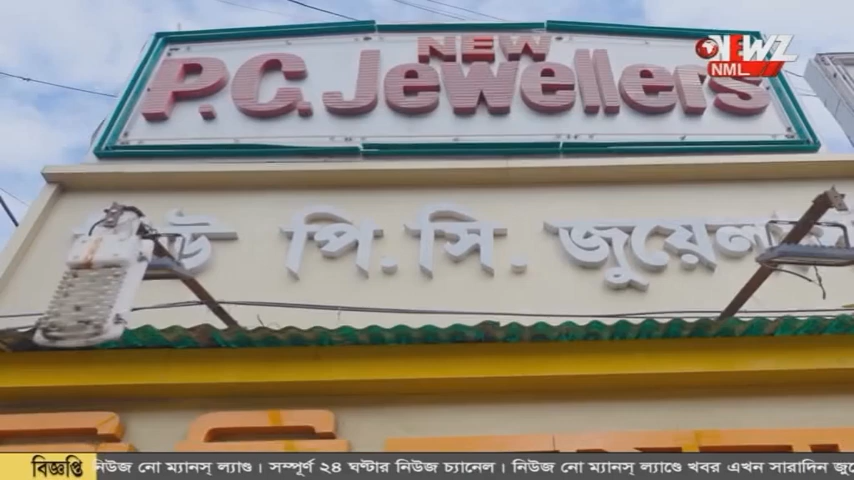 NEW
P.C. Jewellers
NEWZ
NML
নিউ পি. সি. জুয়েলার্স
বিজ্ঞপ্তি
নিউজ নো ম্যানস্ ল্যাণ্ড। সম্পূর্ণ ২৪ ঘণ্টার নিউজ চ্যানেল। নিউজ নো ম্যানস্ ল্যাণ্ডে খবর এখন সারাদিন জুড়ে